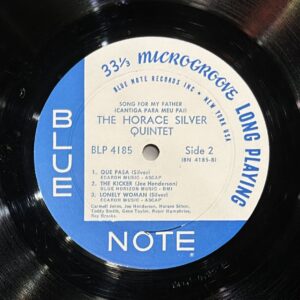 33 1/3 MICROGROOVE LONG PLAYING
BLUE NOTE RECORDS INC • NEW YORK USA
SONG FOR MY FATHER
(CANTIGA PARA MEU PAI)
THE HORACE SILVER
QUINTET
BLP 4185 Side 2
(BN 4185-B)
1. QUE PASA (Silver)
ECAROH MUSIC - ASCAP
2. THE KICKER (Joe Henderson)
BLUE HORIZON MUSIC - BMI
3. LONELY WOMAN (Silver)
ECAROH MUSIC - ASCAP
Carmell Jones, Joe Henderson, Horace Silver,
Teddy Smith, Gene Taylor, Roger Humphries,
Roy Brooks
BLUE
NOTE